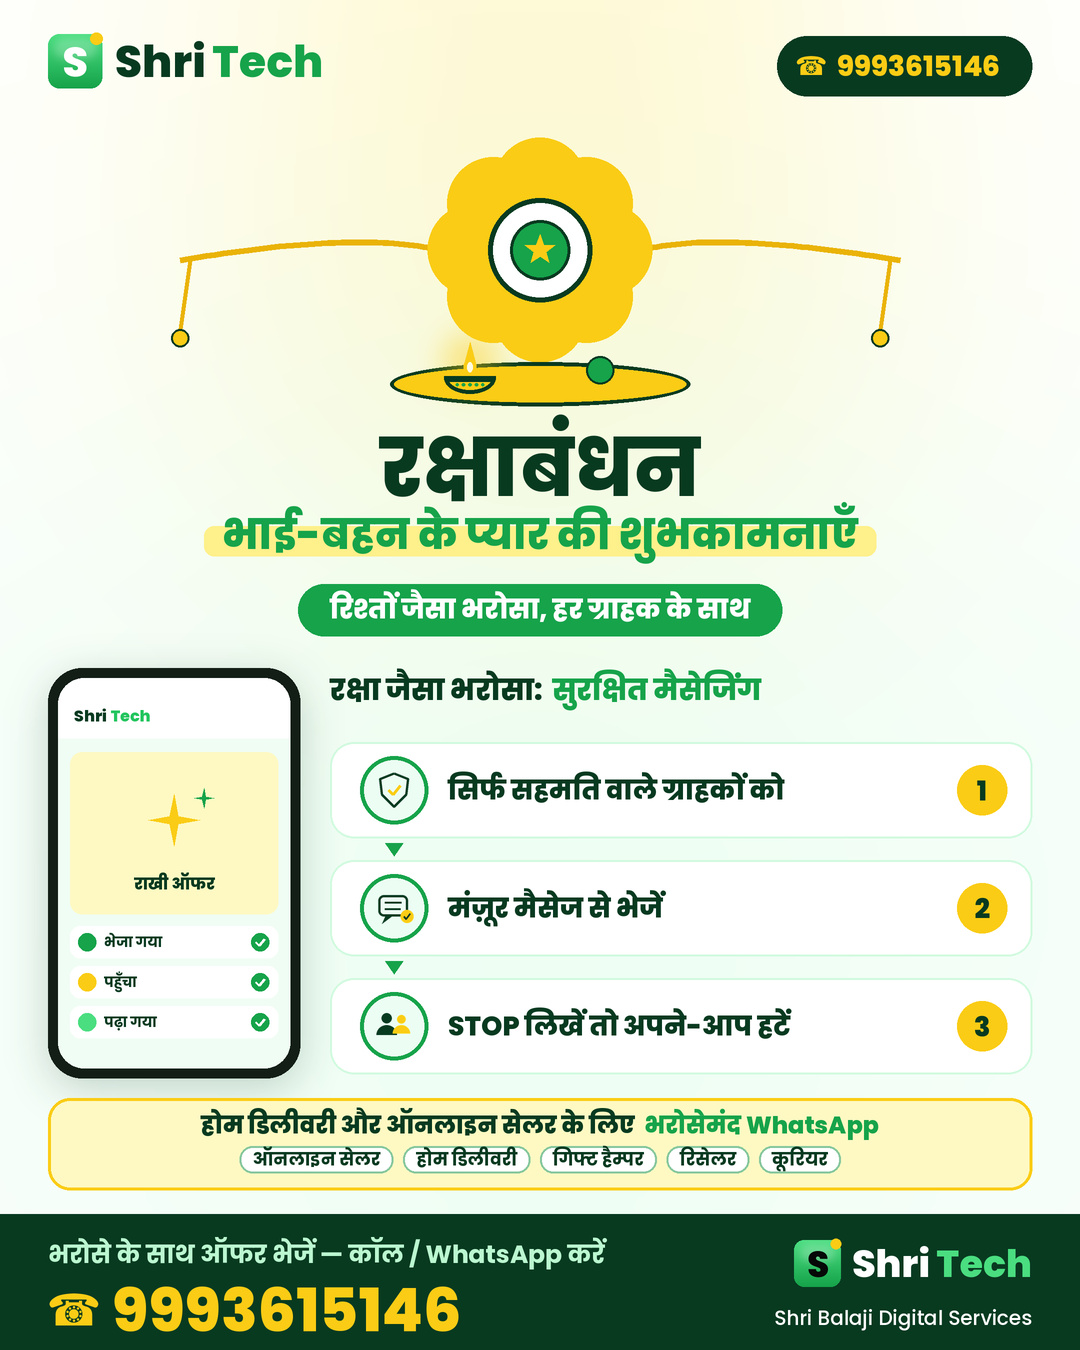 S Shri Tech
☎ 9993615146
रक्षाबंधन
भाई-बहन के प्यार की शुभकामनाएँ
रिश्तों जैसा भरोसा, हर ग्राहक के साथ
Shri Tech
राखी ऑफर
भेजा गया
पहुँचा
पढ़ा गया
रक्षा जैसा भरोसा: सुरक्षित मैसेजिंग
सिर्फ सहमति वाले ग्राहकों को 1
मंज़ूर मैसेज से भेजें 2
STOP लिखें तो अपने-आप हटें 3
होम डिलीवरी और ऑनलाइन सेलर के लिए भरोसेमंद WhatsApp
ऑनलाइन सेलर होम डिलीवरी गिफ्ट हैम्पर रिसेलर कूरियर
भरोसे के साथ ऑफर भेजें — कॉल / WhatsApp करें
☎ 9993615146
S Shri Tech
Shri Balaji Digital Services